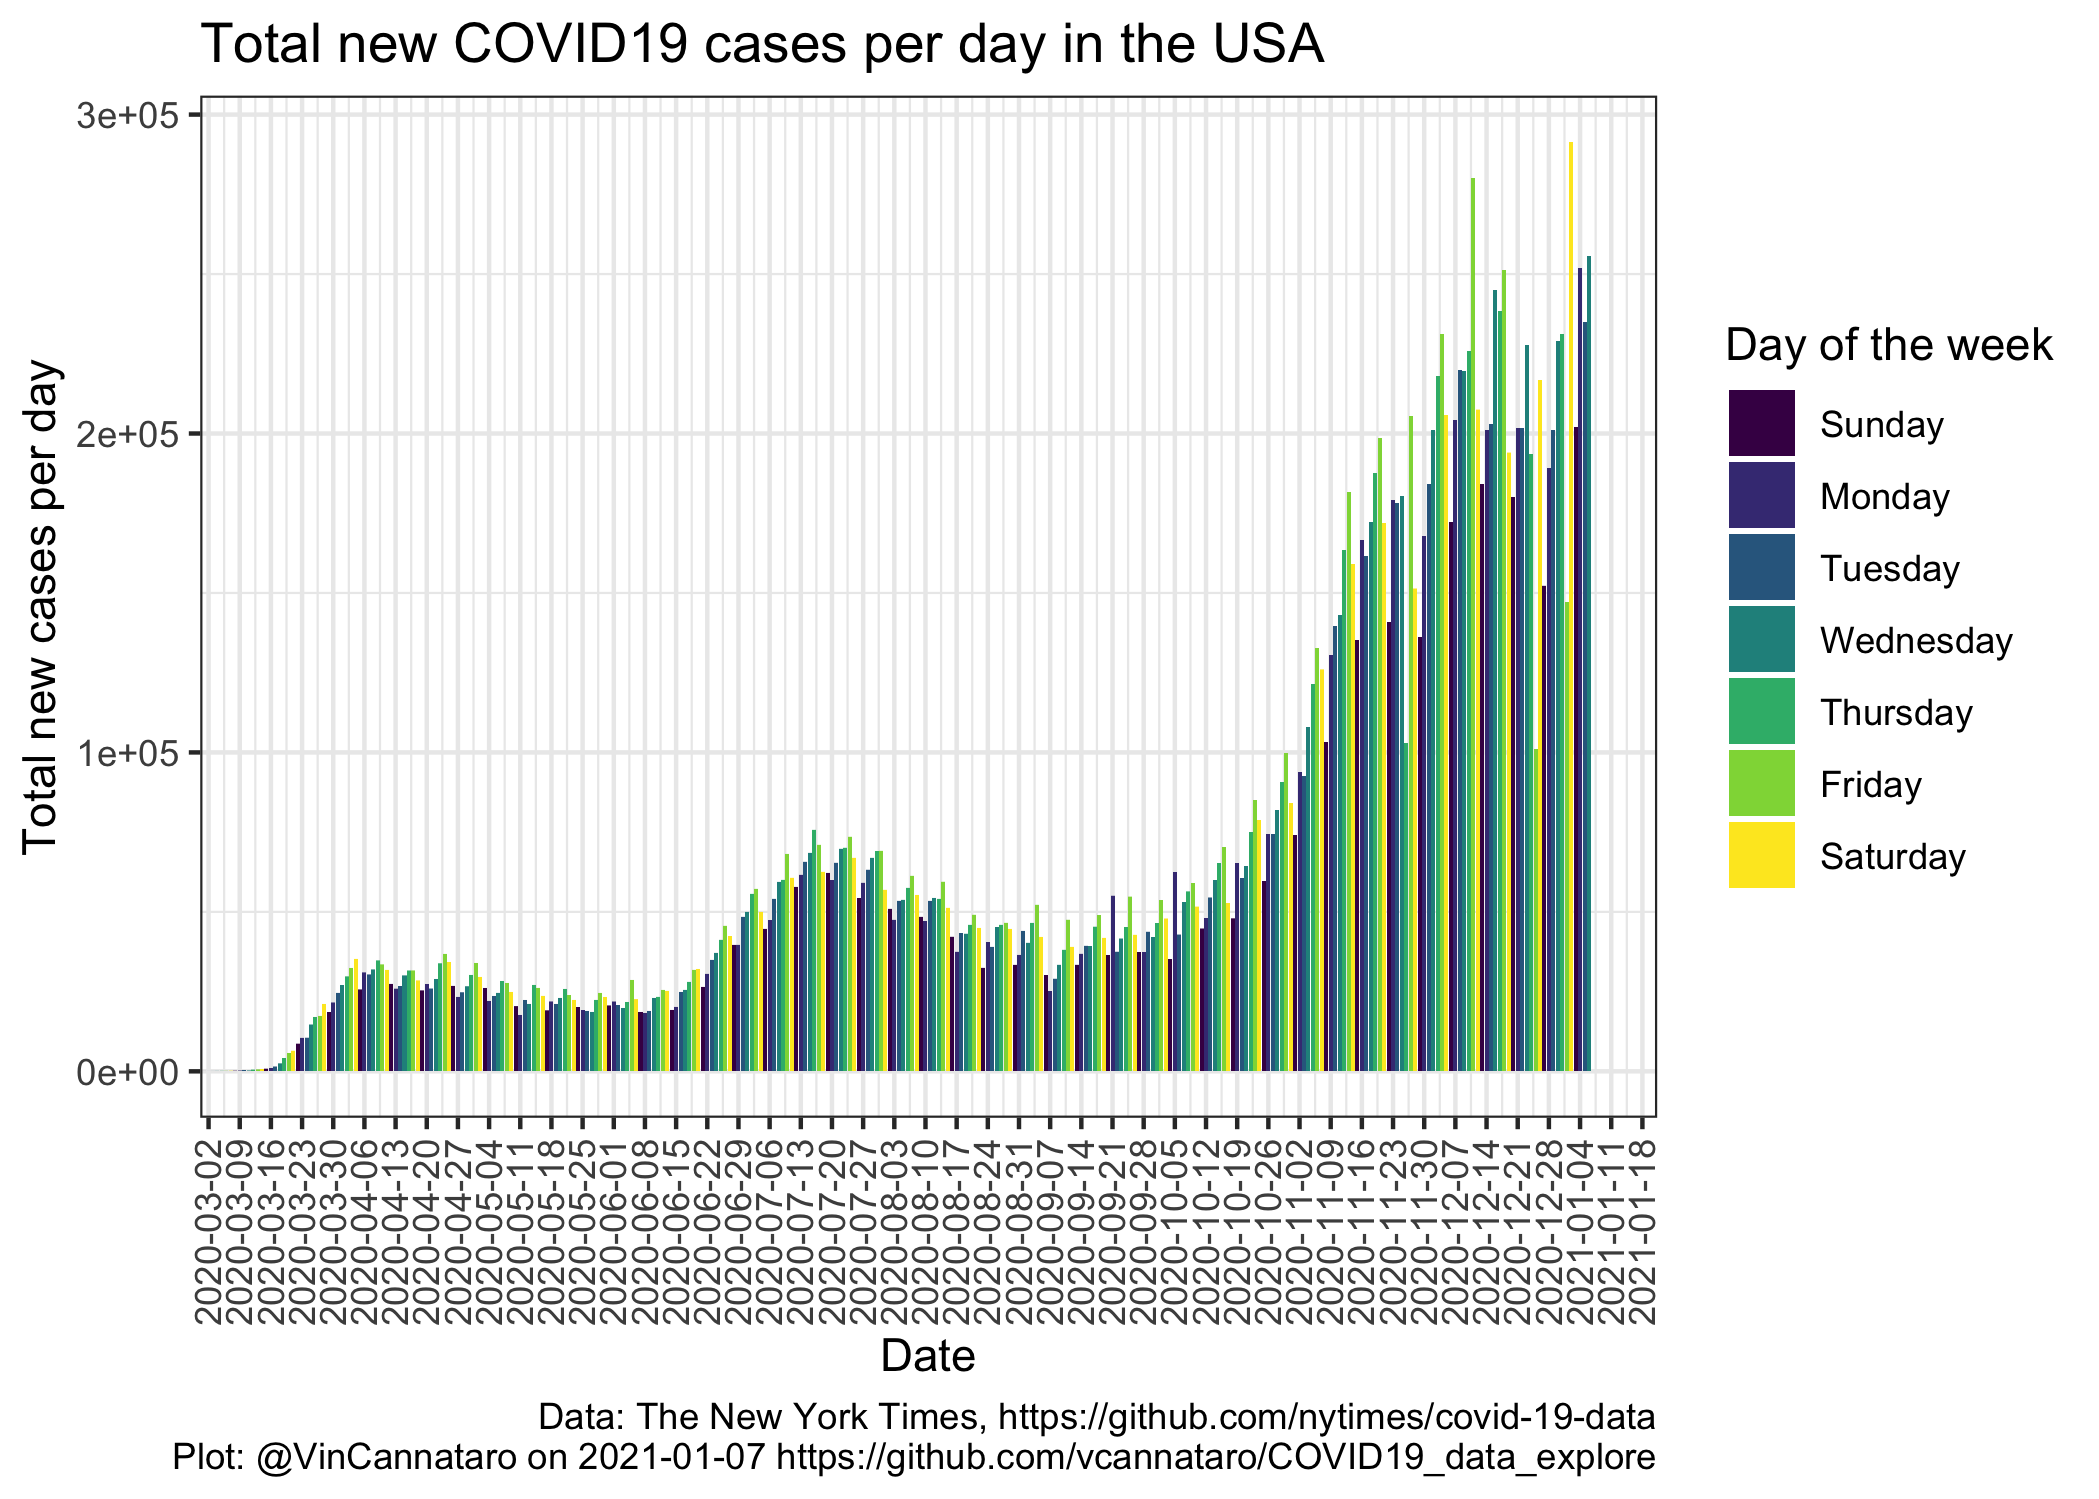 Total new COVID19 cases per day in the USA
3e+05
2e+05
1e+05
0e+00
Total new cases per day
2020-03-02
2020-03-09
2020-03-16
2020-03-23
2020-03-30
2020-04-06
2020-04-13
2020-04-20
2020-04-27
2020-05-04
2020-05-11
2020-05-18
2020-05-25
2020-06-01
2020-06-08
2020-06-15
2020-06-22
2020-06-29
2020-07-06
2020-07-13
2020-07-20
2020-07-27
2020-08-03
2020-08-10
2020-08-17
2020-08-24
2020-08-31
2020-09-07
2020-09-14
2020-09-21
2020-09-28
2020-10-05
2020-10-12
2020-10-19
2020-10-26
2020-11-02
2020-11-09
2020-11-16
2020-11-23
2020-11-30
2020-12-07
2020-12-14
2020-12-21
2020-12-28
2021-01-04
2021-01-11
2021-01-18
Date
Day of the week
Sunday
Monday
Tuesday
Wednesday
Thursday
Friday
Saturday
Data: The New York Times, https://github.com/nytimes/covid-19-data
Plot: @VinCannataro on 2021-01-07 https://github.com/vcannataro/COVID19_data_explore